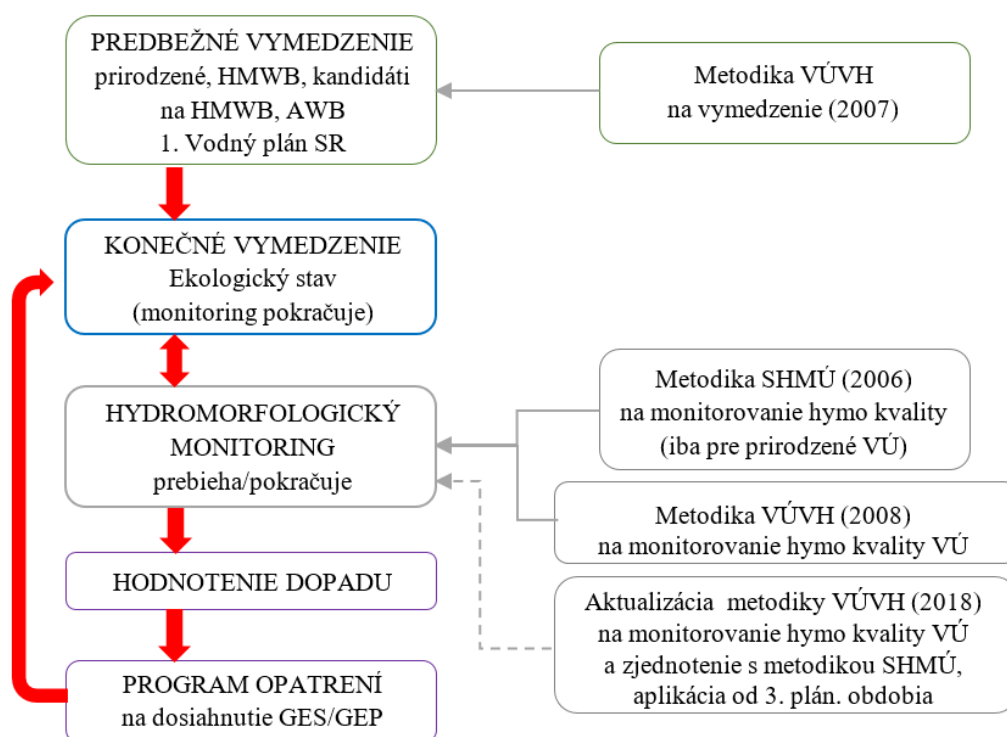 PREDBEŽNÉ VYMEDZENIE
prirodzené, HMWB, kandidáti
na HMWB, AWB
1. Vodný plán SR
Metodika VÚVH
na vymedzenie (2007)
KONEČNÉ VYMEDZENIE
Ekologický stav
(monitoring pokračuje)
HYDROMORFOLOGICKÝ
MONITORING
prebieha/pokračuje
Metodika SHMÚ (2006)
na monitorovanie hymo kvality
(iba pre prirodzené VÚ)
Metodika VÚVH (2008)
na monitorovanie hymo kvality VÚ
HODNOTENIE DOPADU
Aktualizácia metodiky VÚVH (2018)
na monitorovanie hymo kvality VÚ
a zjednotenie s metodikou SHMÚ,
aplikácia od 3. plán. obdobia
PROGRAM OPATRENÍ
na dosiahnutie GES/GEP